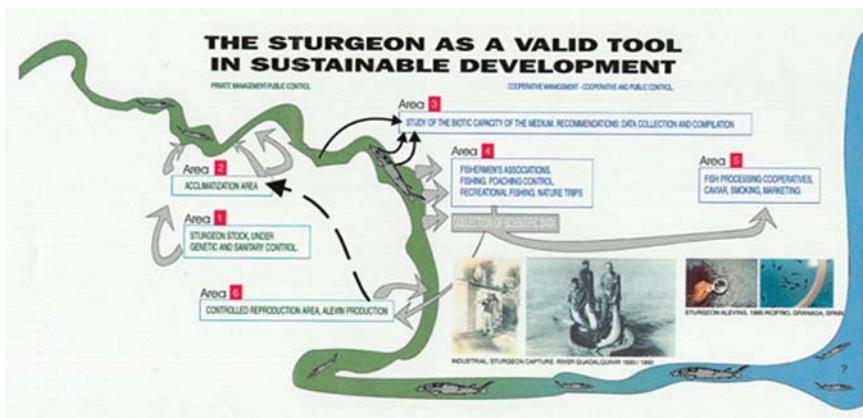 THE STURGEON AS A VALID TOOL
IN SUSTAINABLE DEVELOPMENT
PRIVATE MANAGEMENT-PUBLIC CONTROL
COOPERATIVE MANAGEMENT - COOPERATIVE AND PUBLIC CONTROL.
Area 3
STUDY OF THE BIOTIC CAPACITY OF THE MEDIUM. RECOMMENDATIONS: DATA COLLECTION AND COMPILATION
Area 2
ACCLIMATIZATION AREA
Area 4
FISHERMEN'S ASSOCIATIONS.
FISHING, POACHING CONTROL.
RECREATIONAL FISHING, NATURE TRIPS
Area 5
FISH PROCESSING COOPERATIVES,
CAVIAR, SMOKING, MARKETING
COLLECTION OF SCIENTIFIC DATA
Area 1
STURGEON STOCK, UNDER
GENETIC AND SANITARY CONTROL.
Area 6
CONTROLLED REPRODUCTION AREA, ALEVIN PRODUCTION
STURGEON ALEVINS, RIOFRIO, GRANADA, SPAIN
INDUSTRIAL, STURGEON CAPTURE, RIVER GUADALQUIVIR
?